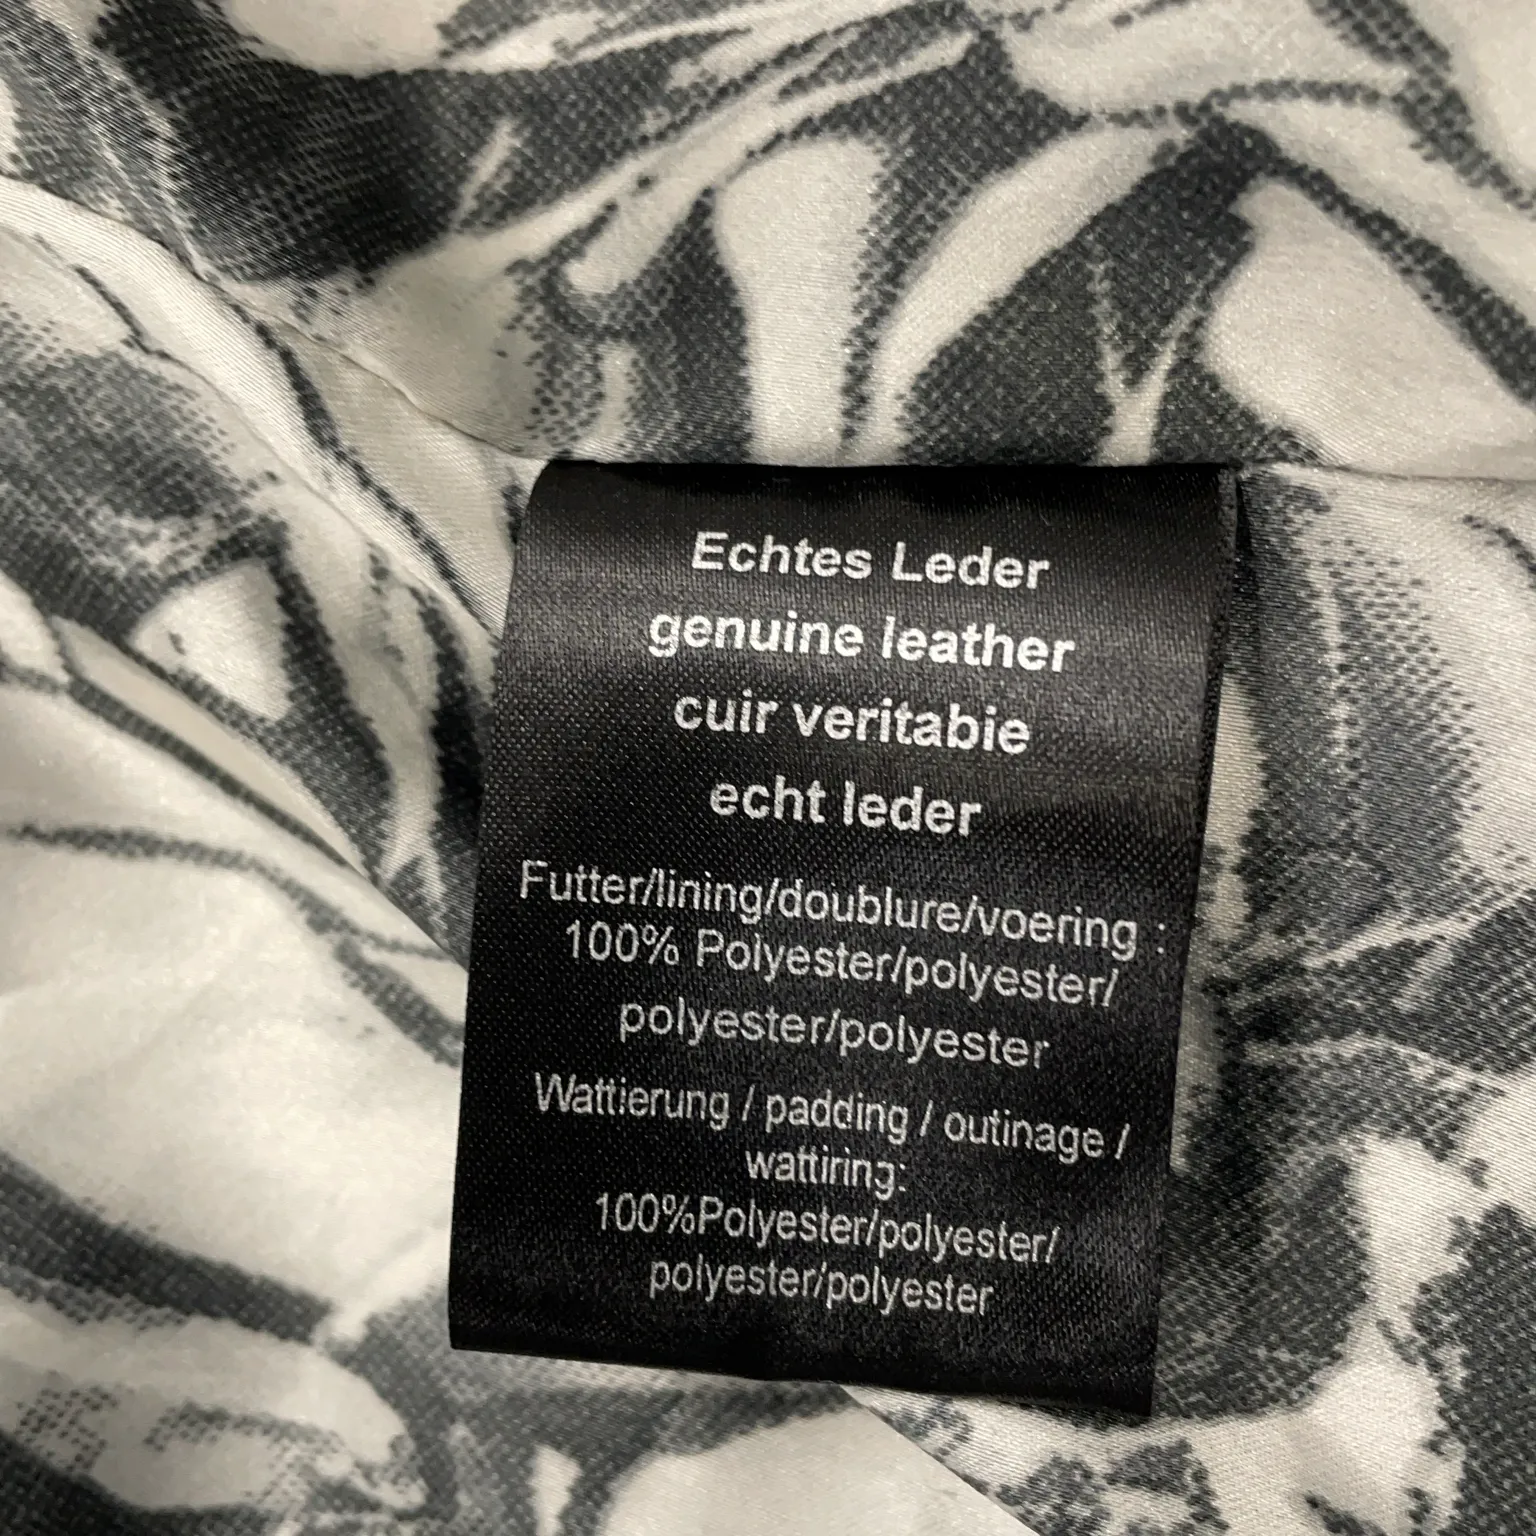 Echtes Leder
genuine leather
cuir veritabie
echt leder
Futter/lining/doublure/voering :
100% Polyester/polyester/
polyester/polyester
Wattierung / padding / outinage /
wattiring:
100%Polyester/polyester/
polyester/polyester